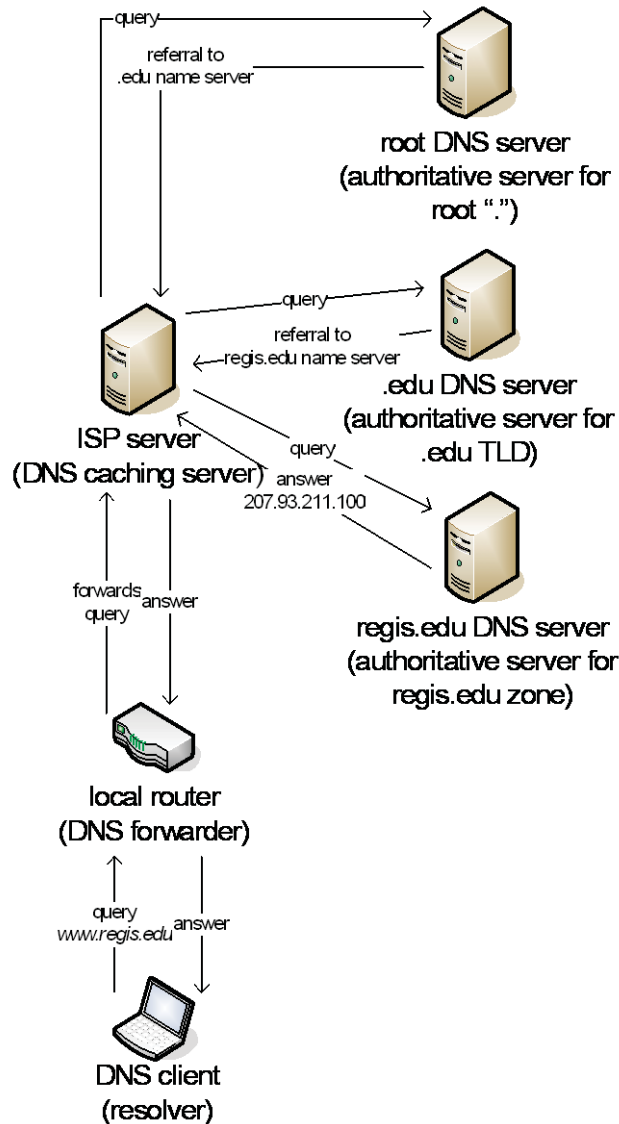 query
referral to
.edu name server
root DNS server
(authoritative server for
root “.”)
query
referral to
regis.edu name server
.edu DNS server
(authoritative server for
.edu TLD)
ISP server
(DNS caching server)
query
answer
207.93.211.100
regis.edu DNS server
(authoritative server for
regis.edu zone)
forwards
query
answer
local router
(DNS forwarder)
query
www.regis.edu
answer
DNS client
(resolver)